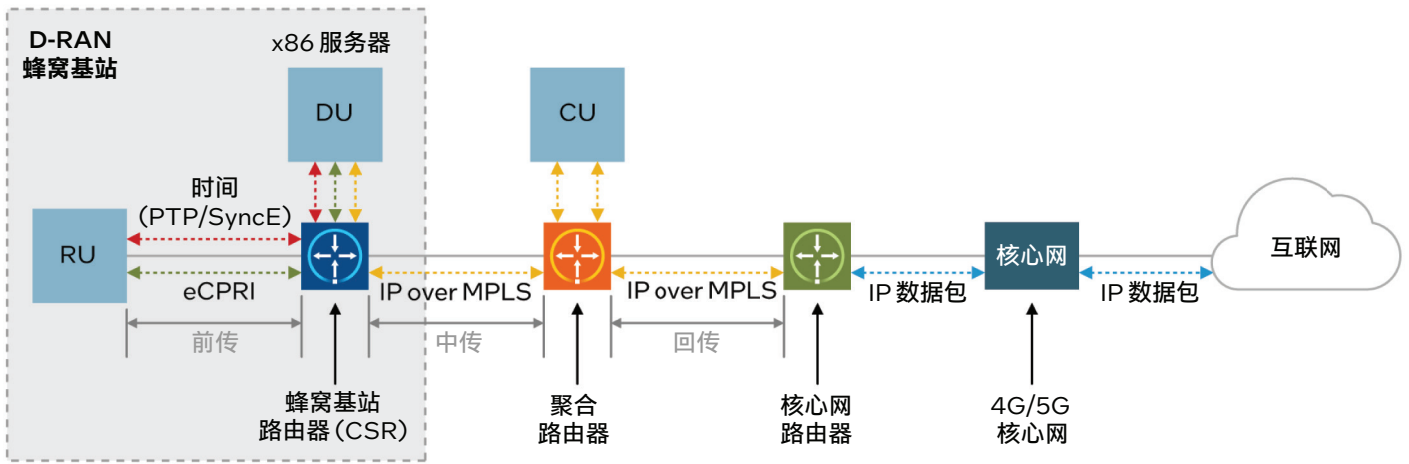 D-RAN
蜂窝基站
x86 服务器
DU
CU
时间
(PTP/SyncE)
RU
eCPRI
IP over MPLS
IP over MPLS
IP 数据包
核心网
IP 数据包
互联网
前传
中传
回传
蜂窝基站
路由器 (CSR)
聚合
路由器
核心网
路由器
4G/5G
核心网